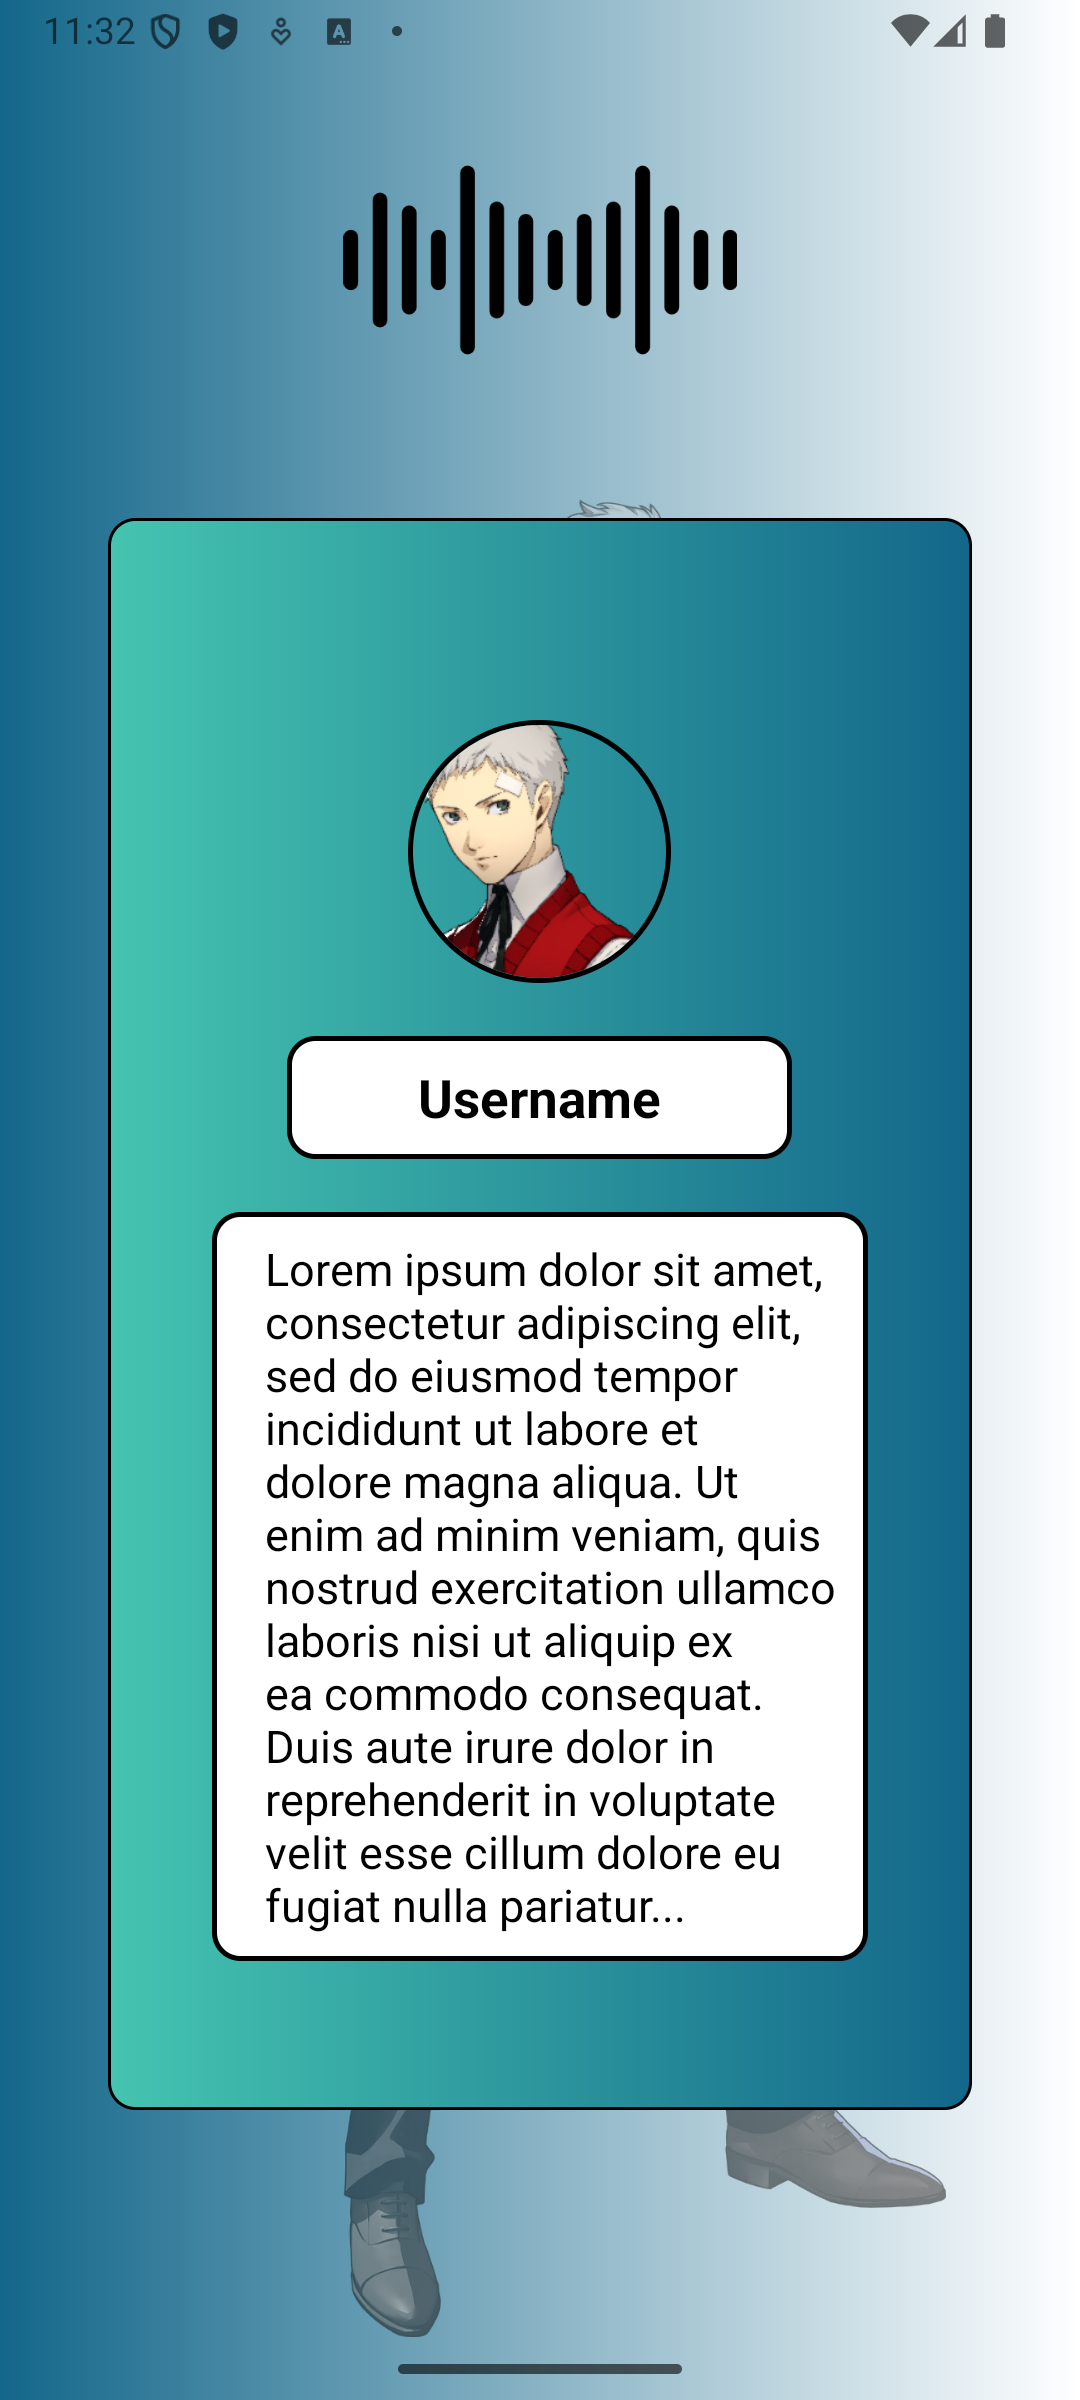 11:32
A
Username
Lorem ipsum dolor sit amet,
consectetur adipiscing elit,
sed do eiusmod tempor
incididunt ut labore et
dolore magna aliqua. Ut
enim ad minim veniam, quis
nostrud exercitation ullamco
laboris nisi ut aliquip ex
ea commodo consequat.
Duis aute irure dolor in
reprehenderit in voluptate
velit esse cillum dolore eu
fugiat nulla pariatur...